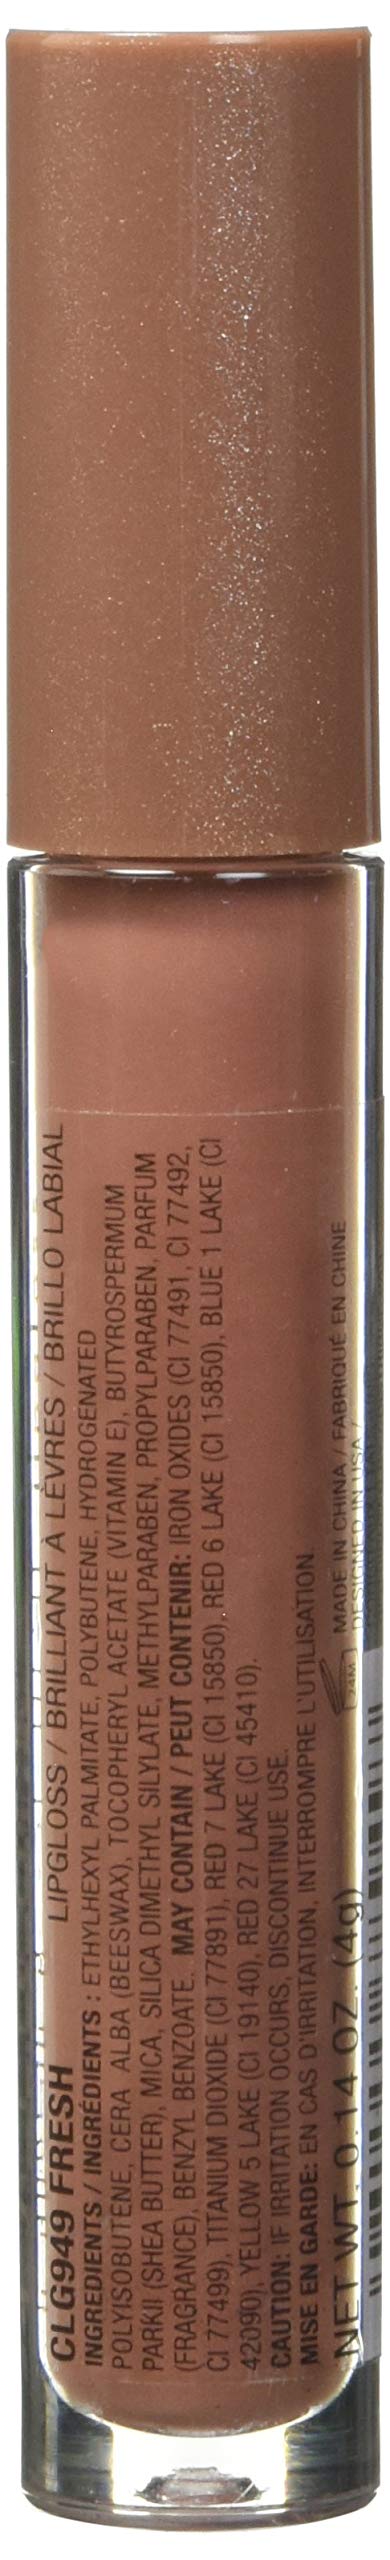 CLG949 FRESH LIPGLOSS / BRILLIANT À LÈVRES / BRILLO LABIAL
INGREDIENTS / INGRÉDIENTS : ETHYLHEXYL PALMITATE, POLYBUTENE, HYDROGENATED
POLYISOBUTENE, CERA ALBA (BEESWAX), TOCOPHERYL ACETATE (VITAMIN E), BUTYROSPERMUM
PARKII (SHEA BUTTER), MICA, SILICA DIMETHYL SILYLATE, METHYLPARABEN, PROPYLPARABEN, PARFUM
(FRAGRANCE), BENZYL BENZOATE. MAY CONTAIN / PEUT CONTENIR: IRON OXIDES (CI 77491, CI 77492,
CI 77499), TITANIUM DIOXIDE (CI 77891), RED 7 LAKE (CI 15850), RED 6 LAKE (CI 15850), BLUE 1 LAKE (CI
42090), YELLOW 5 LAKE (CI 19140), RED 27 LAKE (CI 45410).
CAUTION: IF IRRITATION OCCURS, DISCONTINUE USE.
MISE EN GARDE: EN CAS D'IRRITATION, INTERROMPRE L'UTILISATION.
NET WT. 0.14 OZ. (4g) 24M MADE IN CHINA / FABRIQUÉ EN CHINE
DESIGNED IN USA /